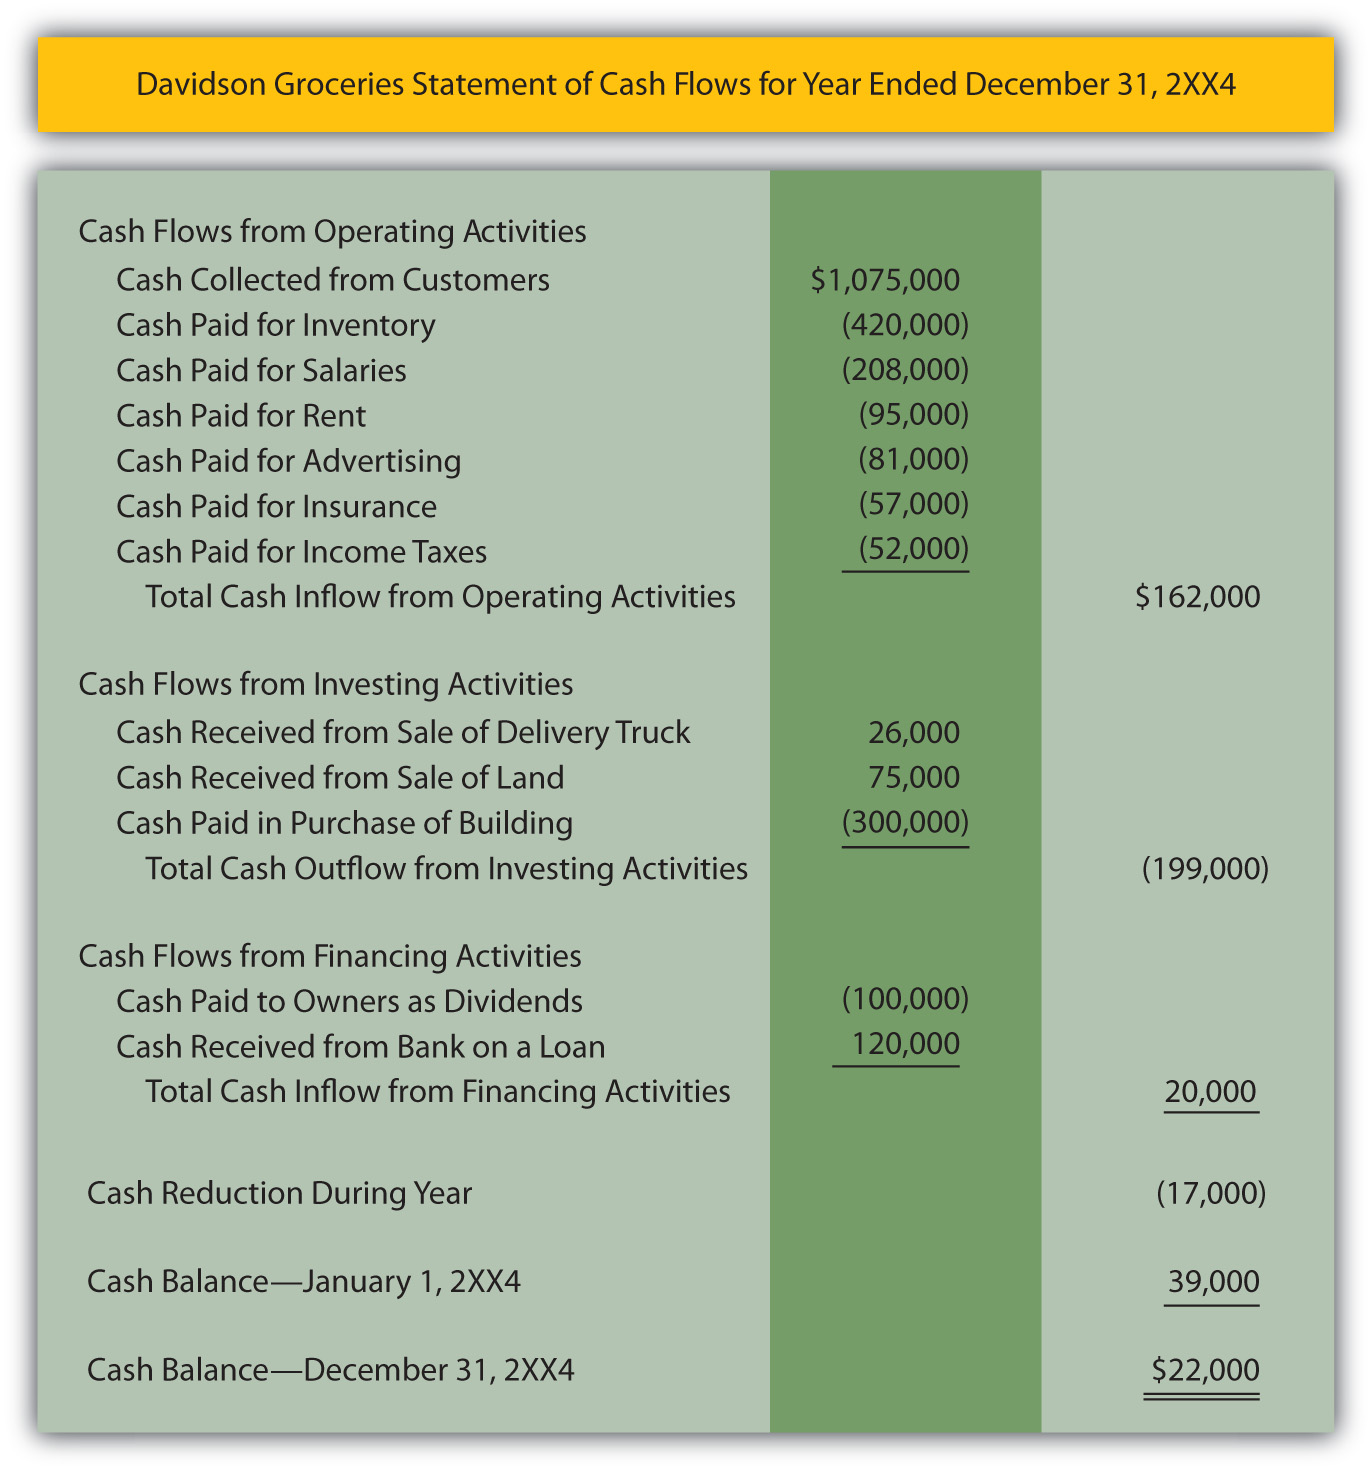 Davidson Groceries Statement of Cash Flows for Year Ended December 31, 2XX4
Cash Flows from Operating Activities
Cash Collected from Customers $1,075,000
Cash Paid for Inventory (420,000)
Cash Paid for Salaries (208,000)
Cash Paid for Rent (95,000)
Cash Paid for Advertising (81,000)
Cash Paid for Insurance (57,000)
Cash Paid for Income Taxes (52,000)
Total Cash Inflow from Operating Activities $162,000
Cash Flows from Investing Activities
Cash Received from Sale of Delivery Truck 26,000
Cash Received from Sale of Land 75,000
Cash Paid in Purchase of Building (300,000)
Total Cash Outflow from Investing Activities (199,000)
Cash Flows from Financing Activities
Cash Paid to Owners as Dividends (100,000)
Cash Received from Bank on a Loan 120,000
Total Cash Inflow from Financing Activities 20,000
Cash Reduction During Year (17,000)
Cash Balance—January 1, 2XX4 39,000
Cash Balance—December 31, 2XX4 $22,000